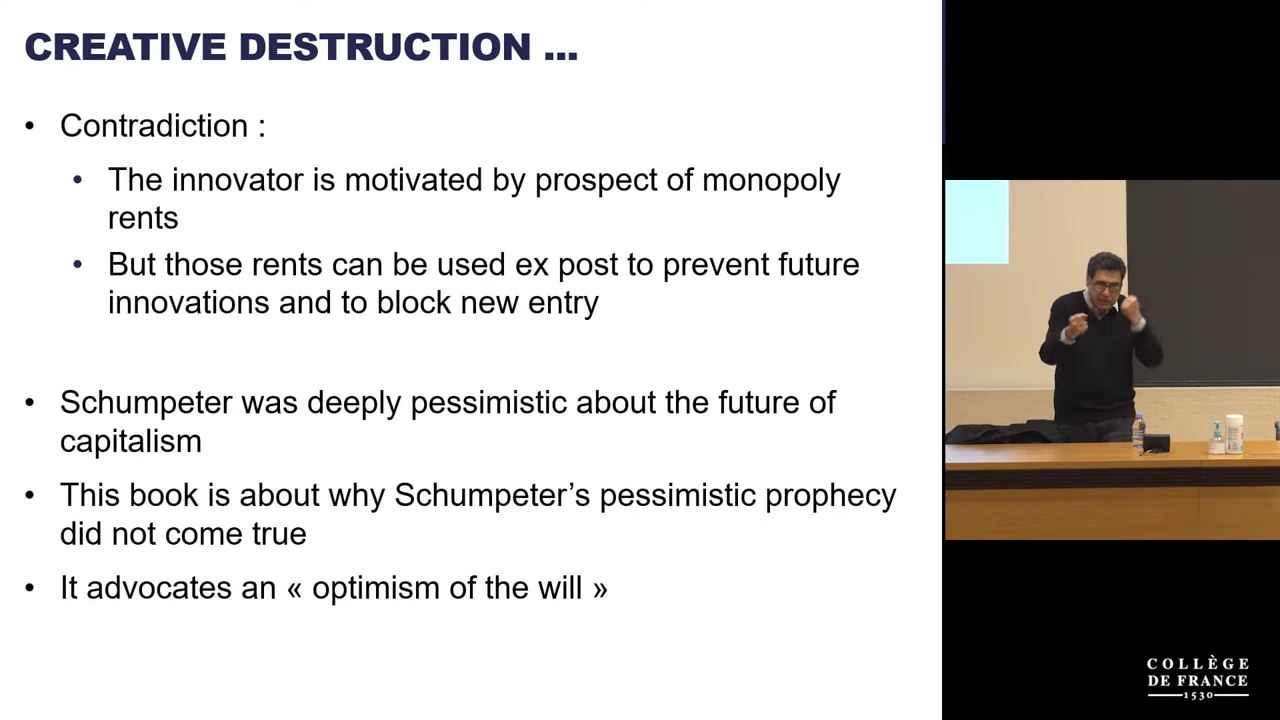 CREATIVE DESTRUCTION ...
• Contradiction :
• The innovator is motivated by prospect of monopoly
rents
• But those rents can be used ex post to prevent future
innovations and to block new entry
• Schumpeter was deeply pessimistic about the future of
capitalism
• This book is about why Schumpeter’s pessimistic prophecy
did not come true
• It advocates an « optimism of the will »
COLLÈGE
DE FRANCE
1530